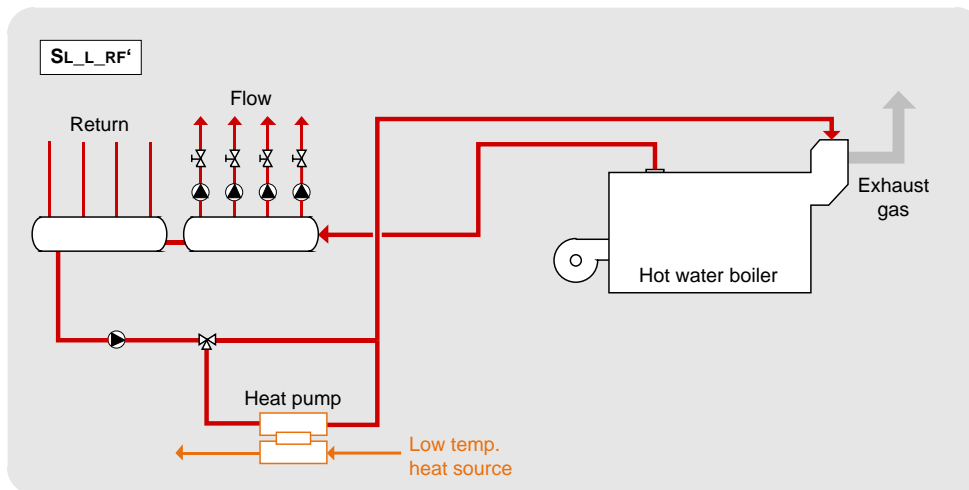 SL_L_RF‘
Flow
Return
Exhaust
gas
Hot water boiler
Heat pump
Low temp.
heat source